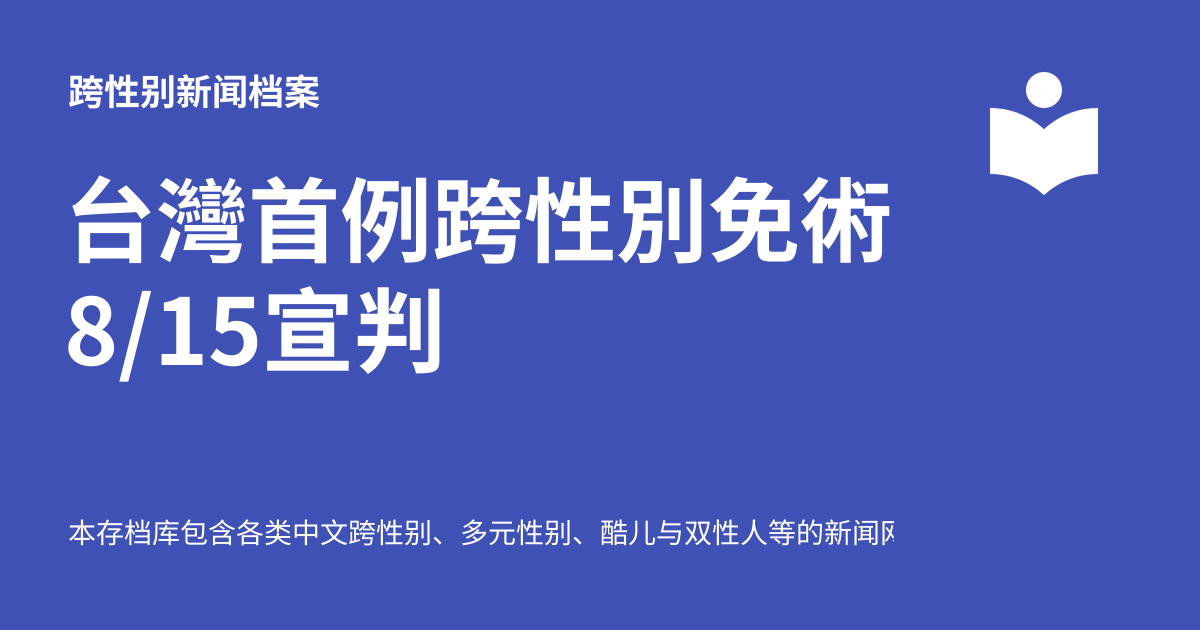 跨性别新闻档案
台灣首例跨性別免術
8/15宣判
本存档库包含各类中文跨性别、多元性别、酷儿与双性人等的新闻